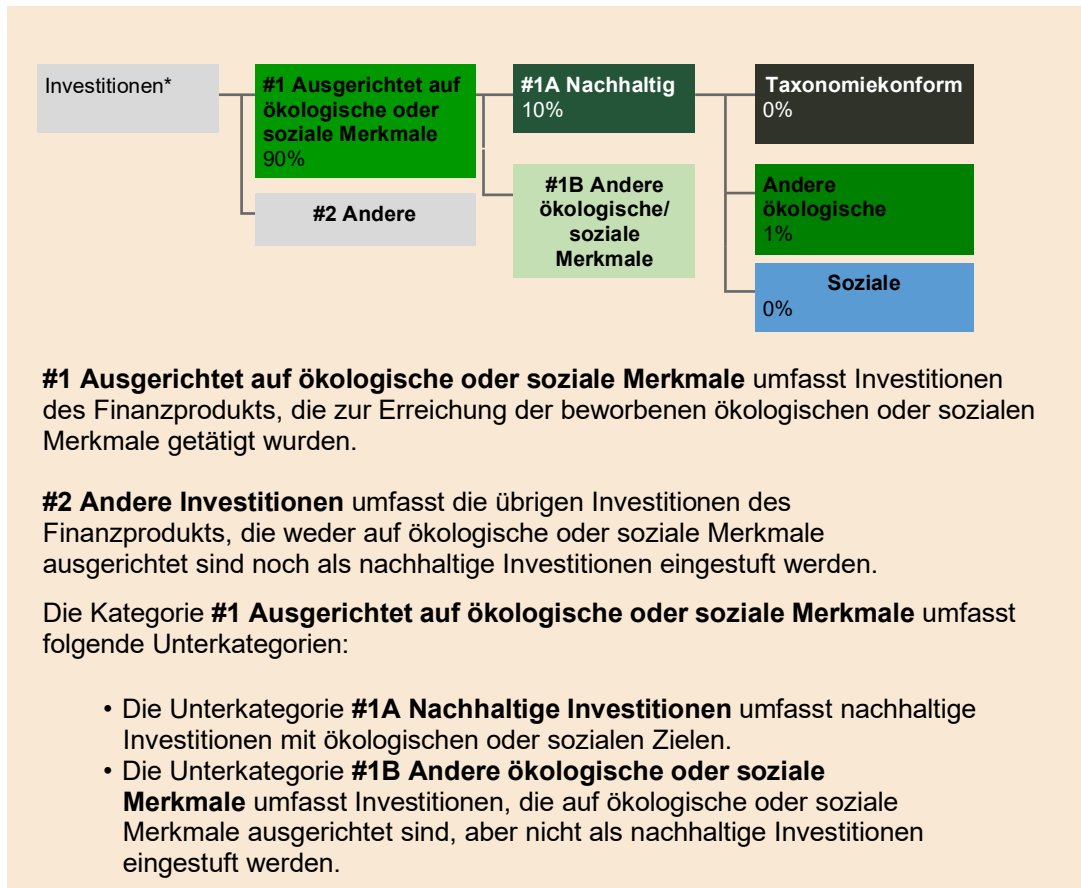 Investitionen*
#1 Ausgerichtet auf
ökologische oder
soziale Merkmale
90%
#2 Andere
#1A Nachhaltig
10%
#1B Andere
ökologische/
soziale
Merkmale
Taxonomiekonform
0%
Andere
ökologische
1%
Soziale
0%
#1 Ausgerichtet auf ökologische oder soziale Merkmale umfasst Investitionen
des Finanzprodukts, die zur Erreichung der beworbenen ökologischen oder sozialen
Merkmale getätigt wurden.
#2 Andere Investitionen umfasst die übrigen Investitionen des
Finanzprodukts, die weder auf ökologische oder soziale Merkmale
ausgerichtet sind noch als nachhaltige Investitionen eingestuft werden.
Die Kategorie #1 Ausgerichtet auf ökologische oder soziale Merkmale umfasst
folgende Unterkategorien:
• Die Unterkategorie #1A Nachhaltige Investitionen umfasst nachhaltige
Investitionen mit ökologischen oder sozialen Zielen.
• Die Unterkategorie #1B Andere ökologische oder soziale
Merkmale umfasst Investitionen, die auf ökologische oder soziale
Merkmale ausgerichtet sind, aber nicht als nachhaltige Investitionen
eingestuft werden.